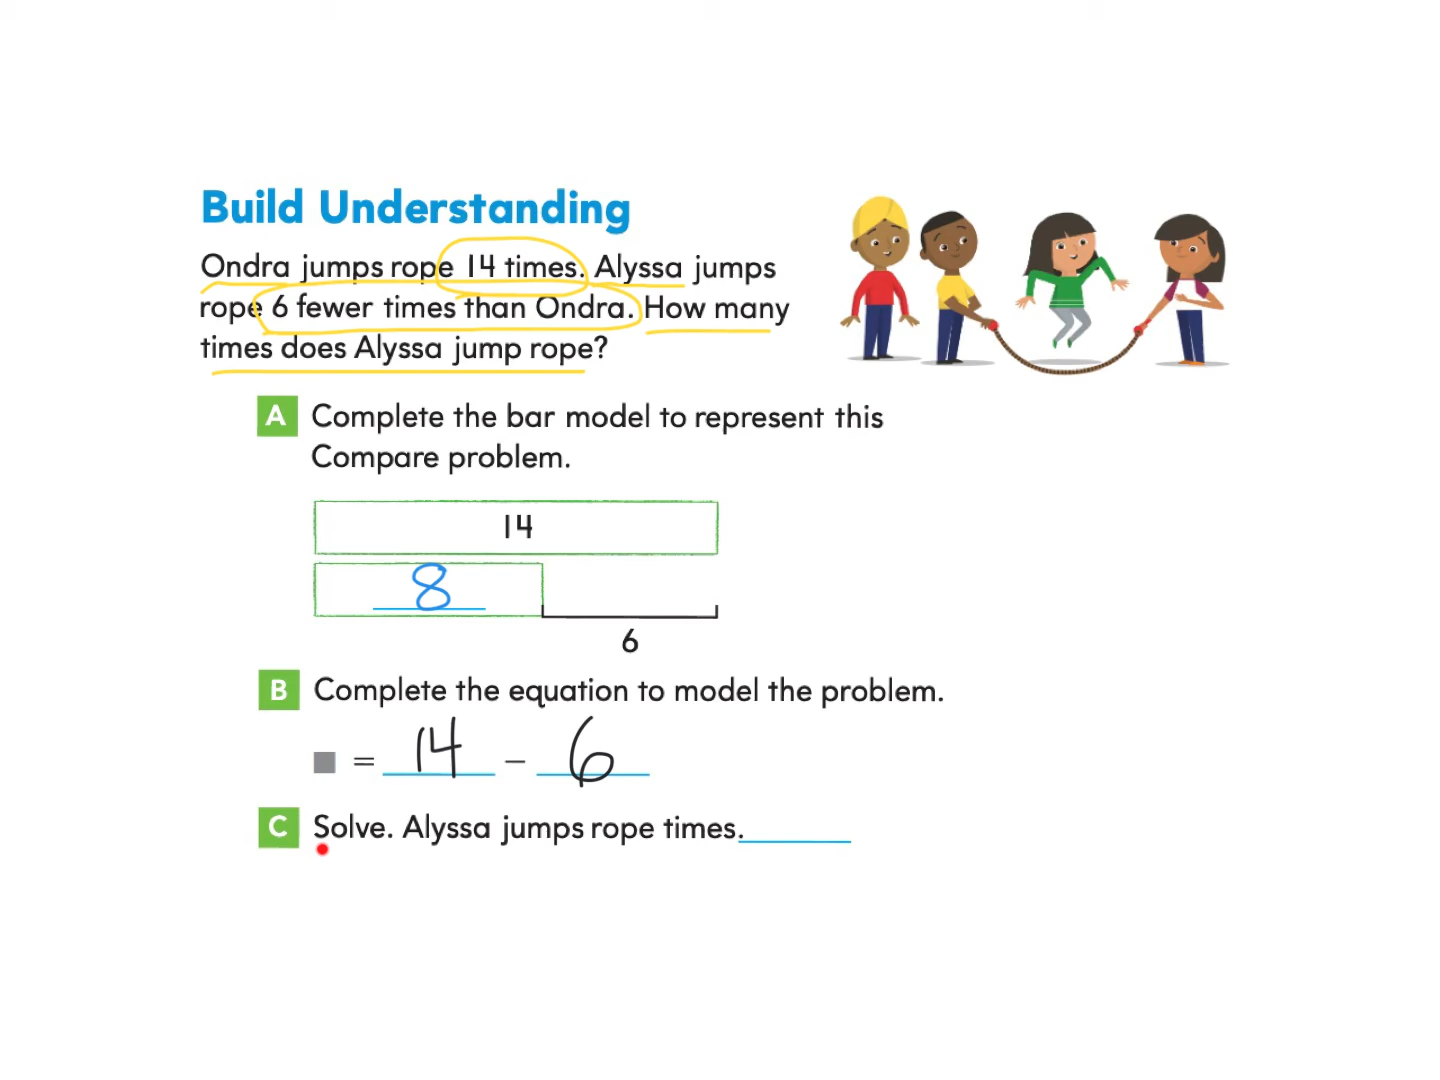 Build Understanding
Ondra jumps rope 14 times. Alyssa jumps
rope 6 fewer times than Ondra. How many
times does Alyssa jump rope?
A Complete the bar model to represent this
Compare problem.
14
8
6
B Complete the equation to model the problem.
■ = 14 − 6
C Solve. Alyssa jumps rope times.